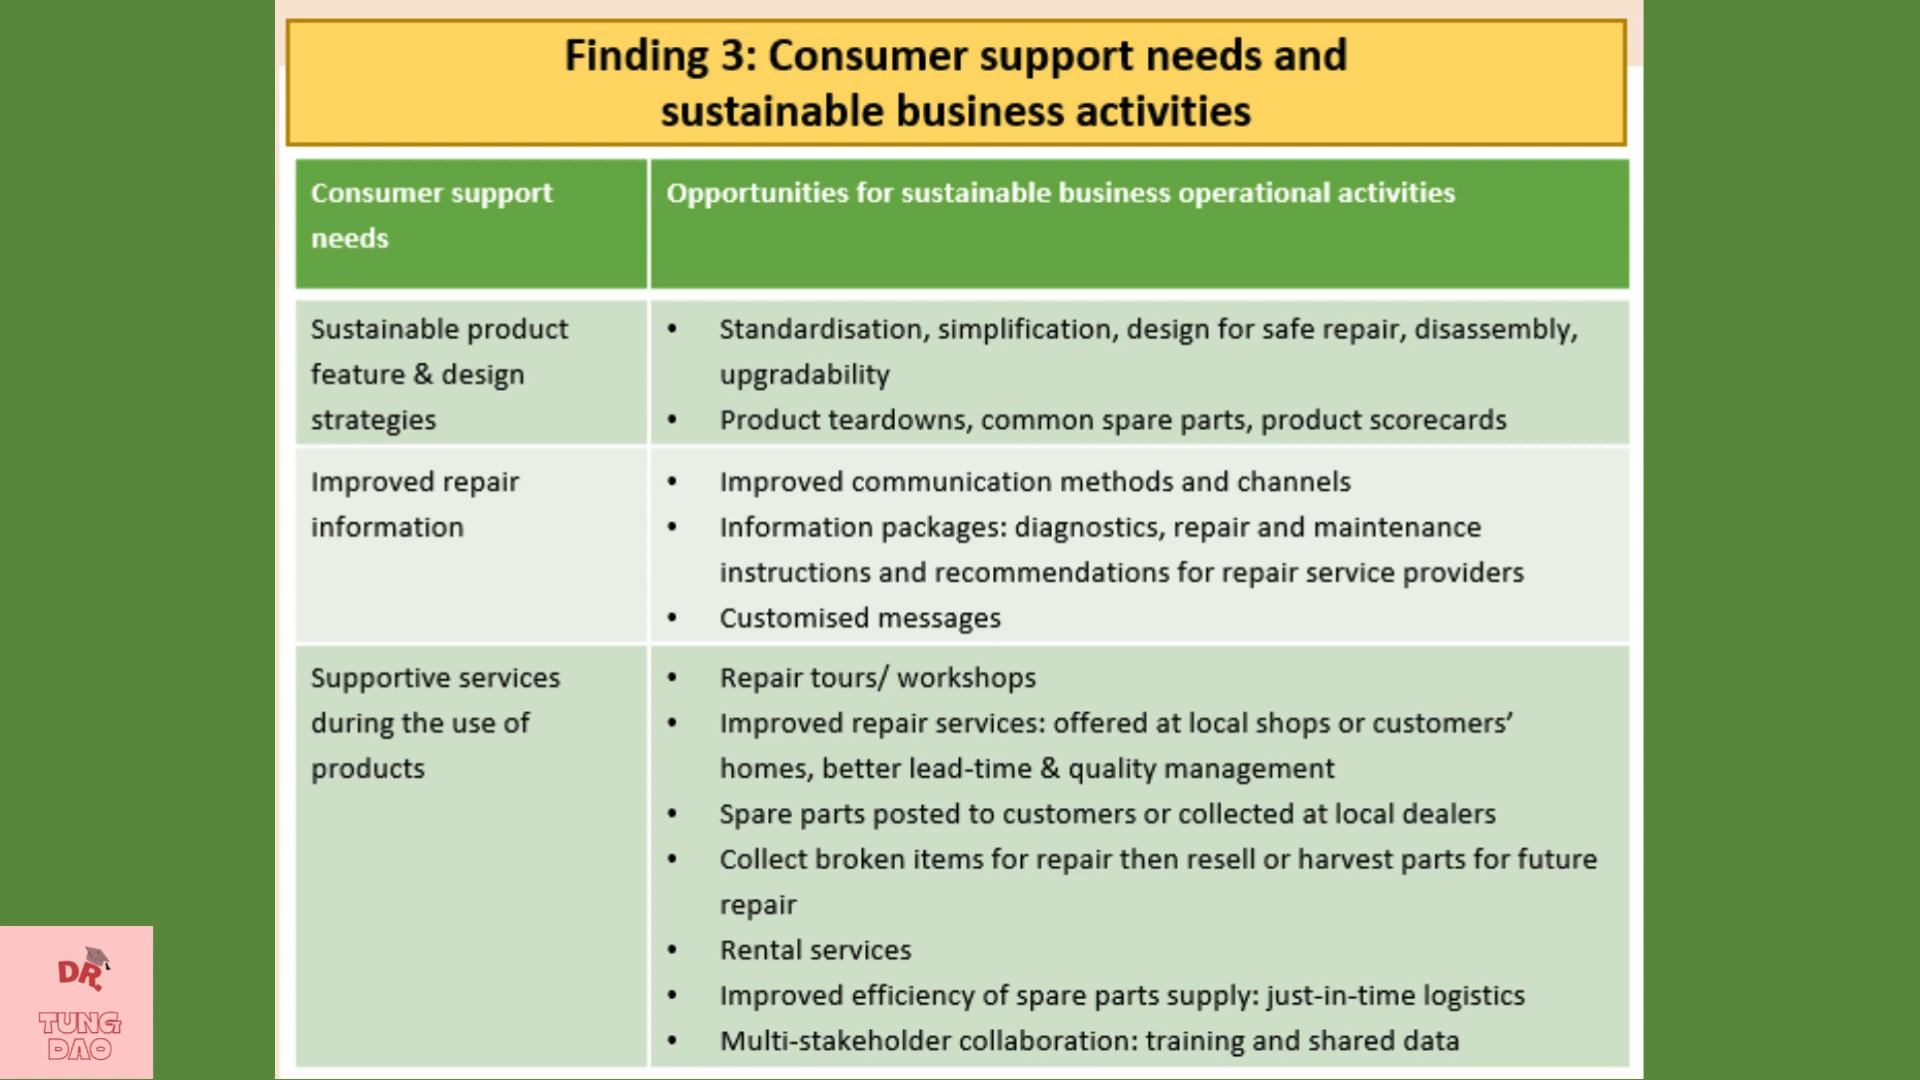 Finding 3: Consumer support needs and
sustainable business activities
Consumer support
needs
Opportunities for sustainable business operational activities
Sustainable product
feature & design
strategies
• Standardisation, simplification, design for safe repair, disassembly,
upgradability
• Product teardowns, common spare parts, product scorecards
Improved repair
information
• Improved communication methods and channels
• Information packages: diagnostics, repair and maintenance
instructions and recommendations for repair service providers
• Customised messages
Supportive services
during the use of
products
• Repair tours/ workshops
• Improved repair services: offered at local shops or customers’
homes, better lead-time & quality management
• Spare parts posted to customers or collected at local dealers
• Collect broken items for repair then resell or harvest parts for future
repair
• Rental services
• Improved efficiency of spare parts supply: just-in-time logistics
• Multi-stakeholder collaboration: training and shared data
DR.
TUNG
DAO